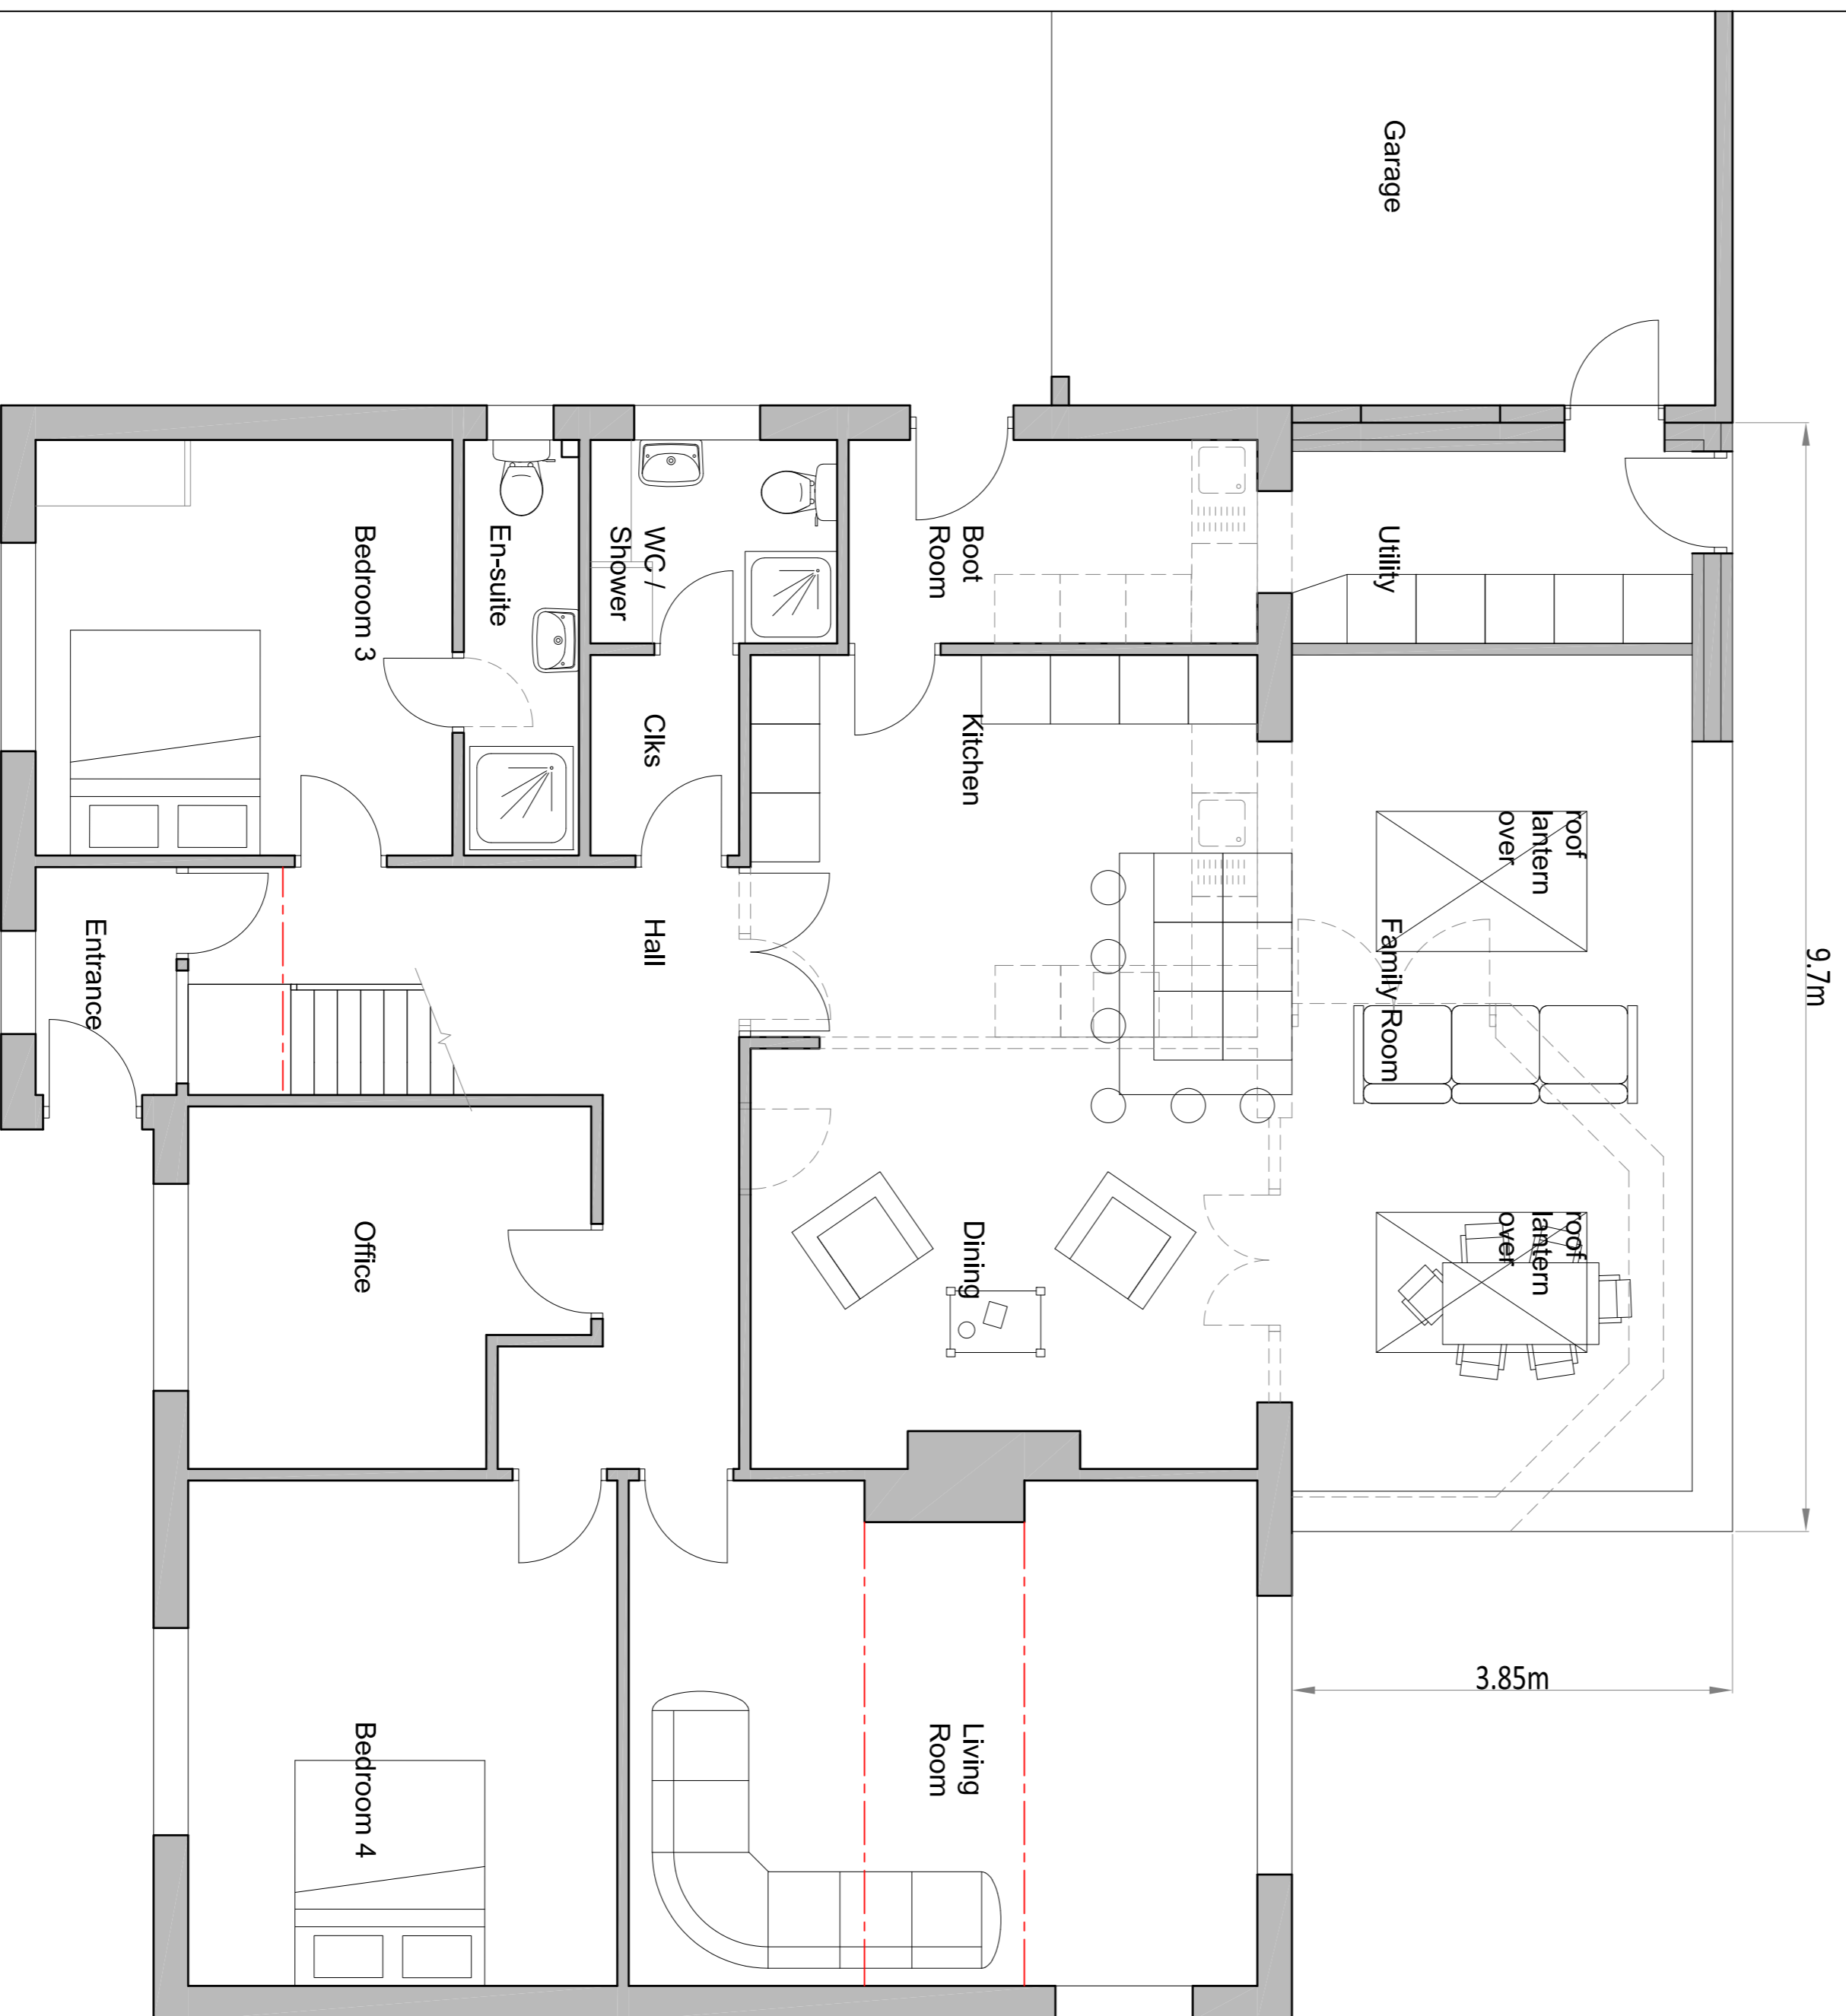 Garage
Utility
Boot
Room
WC /
Shower
En-suite
Bedroom 3
Clks
Kitchen
roof
lantern
over
Family Room
9.7m
Hall
Entrance
roof
lantern
over
Dining
Office
3.85m
Living
Room
Bedroom 4